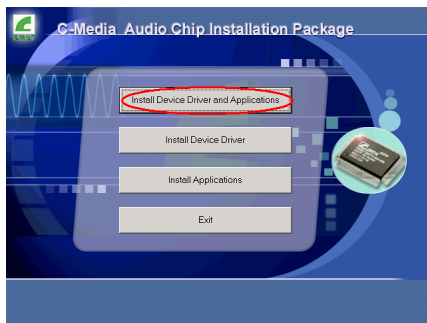 C-Media Audio Chip Installation Package
Install Device Driver and Applications
Install Device Driver
Install Applications
Exit